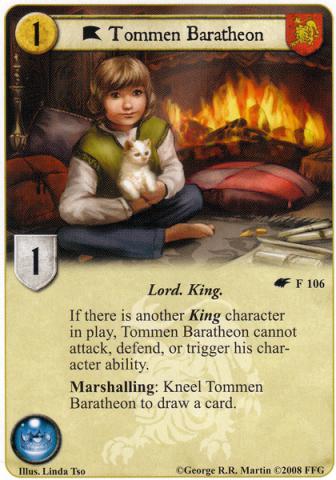 1
Tommen Baratheon
1
Lord. King.
F 106
If there is another King character
in play, Tommen Baratheon cannot
attack, defend, or trigger his char-
acter ability.
Marshalling: Kneel Tommen
Baratheon to draw a card.
Illus. Linda Tso
©George R.R. Martin ©2008 FFG